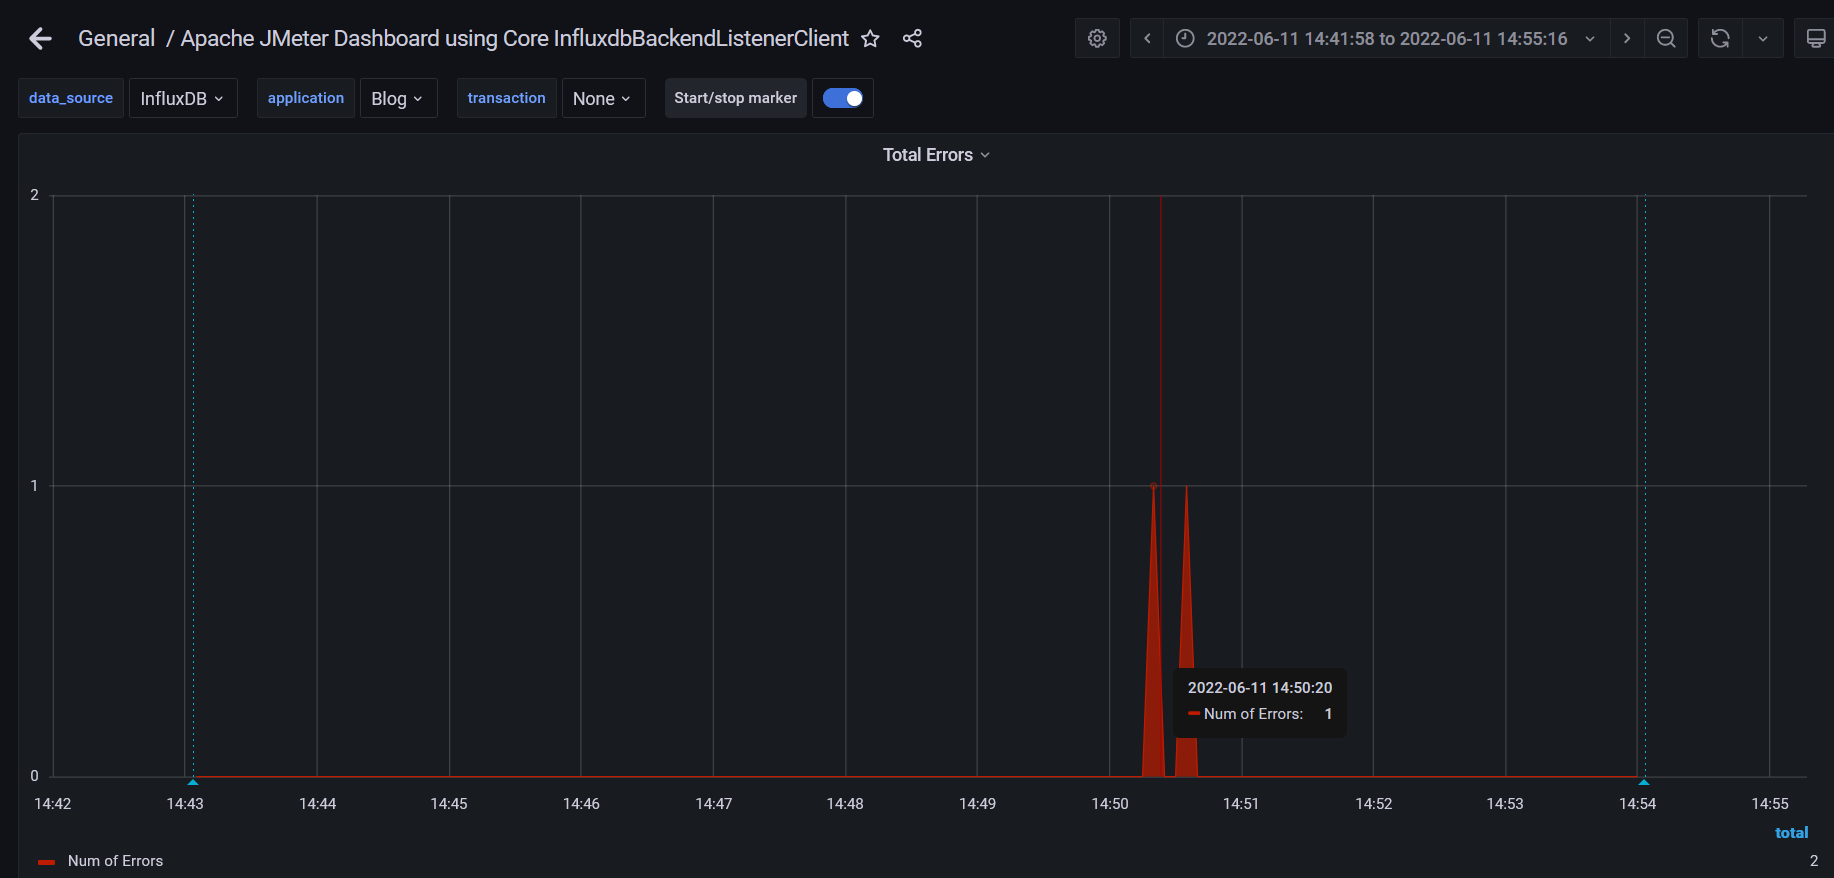 General / Apache JMeter Dashboard using Core InfluxdbBackendListenerClient
2022-06-11 14:41:58 to 2022-06-11 14:55:16
data_source InfluxDB application Blog transaction None Start/stop marker
Total Errors
2
1
2022-06-11 14:50:20
Num of Errors: 1
0
14:42 14:43 14:44 14:45 14:46 14:47 14:48 14:49 14:50 14:51 14:52 14:53 14:54 14:55
total
Num of Errors 2